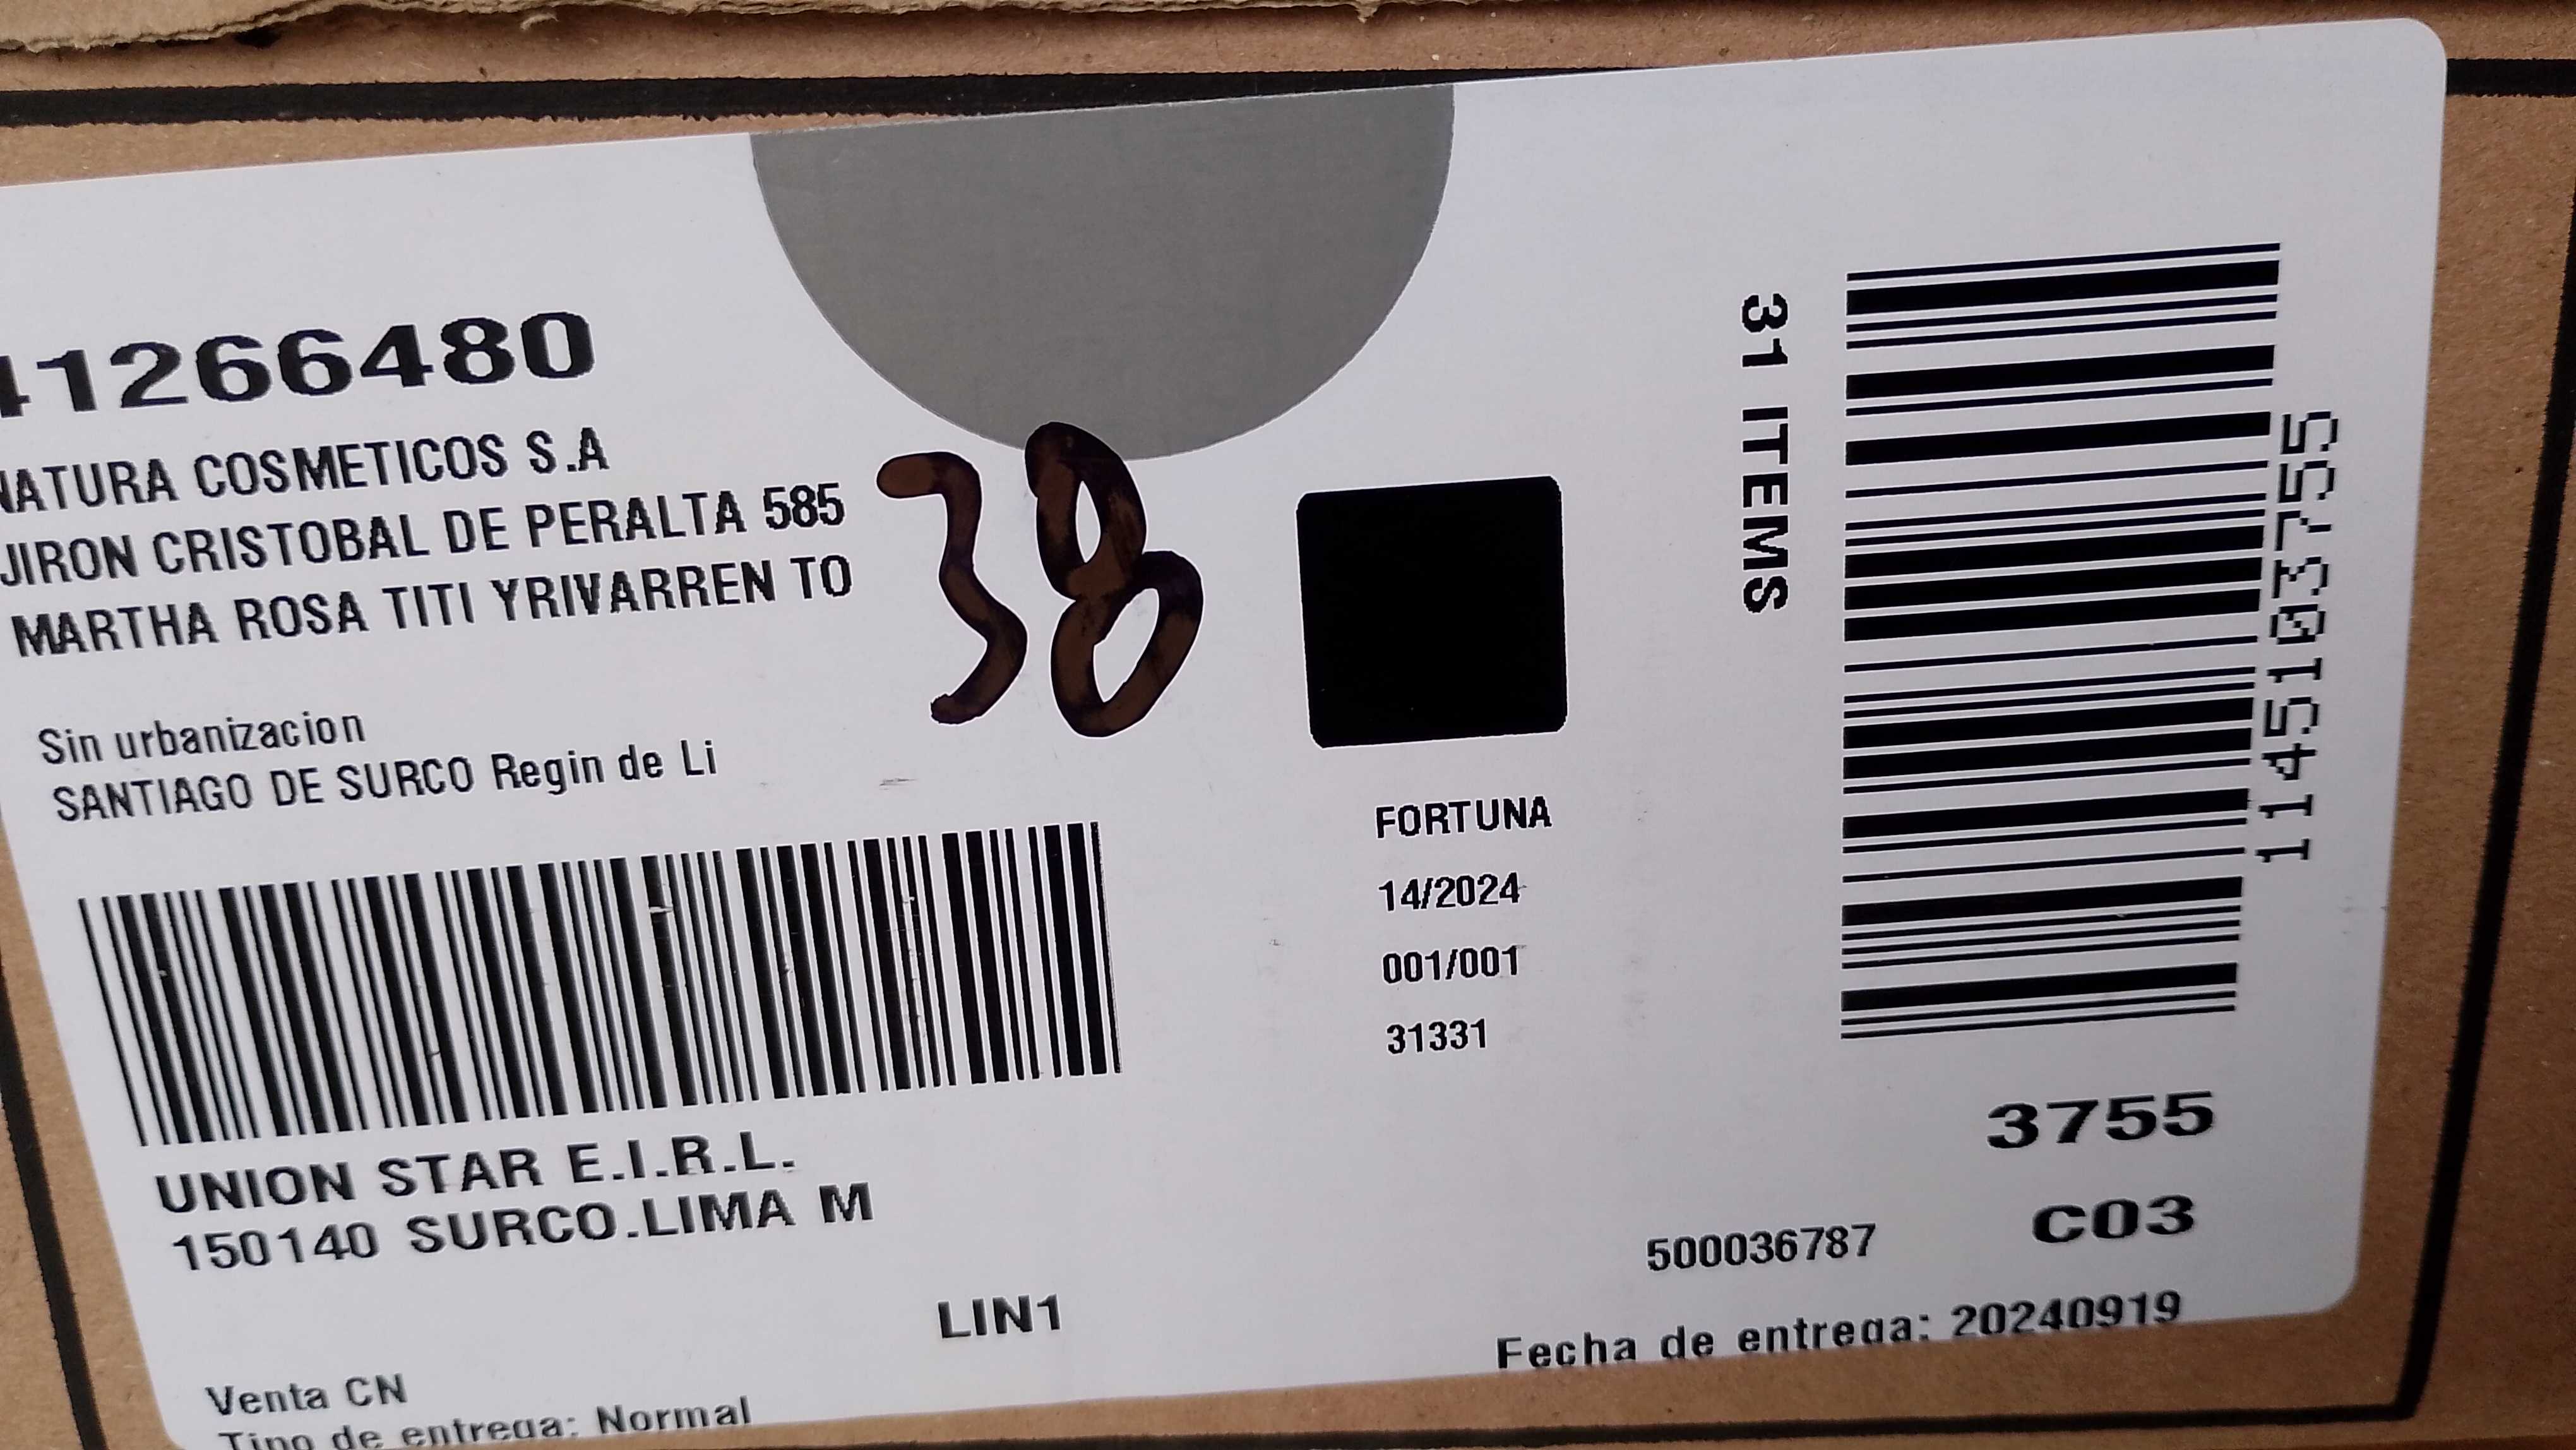 41266480
NATURA COSMETICOS S.A
JIRON CRISTOBAL DE PERALTA 585
MARTHA ROSA TITI YRIVARREN TO
38
Sin urbanizacion
SANTIAGO DE SURCO Regin de Li
UNION STAR E.I.R.L.
150140 SURCO.LIMA M
LIN1
Venta CN
Tipo de entrega: Normal
FORTUNA
14/2024
001/001
31331
31 ITEMS
1145103755
3755
C03
500036787
Fecha de entrega: 20240919